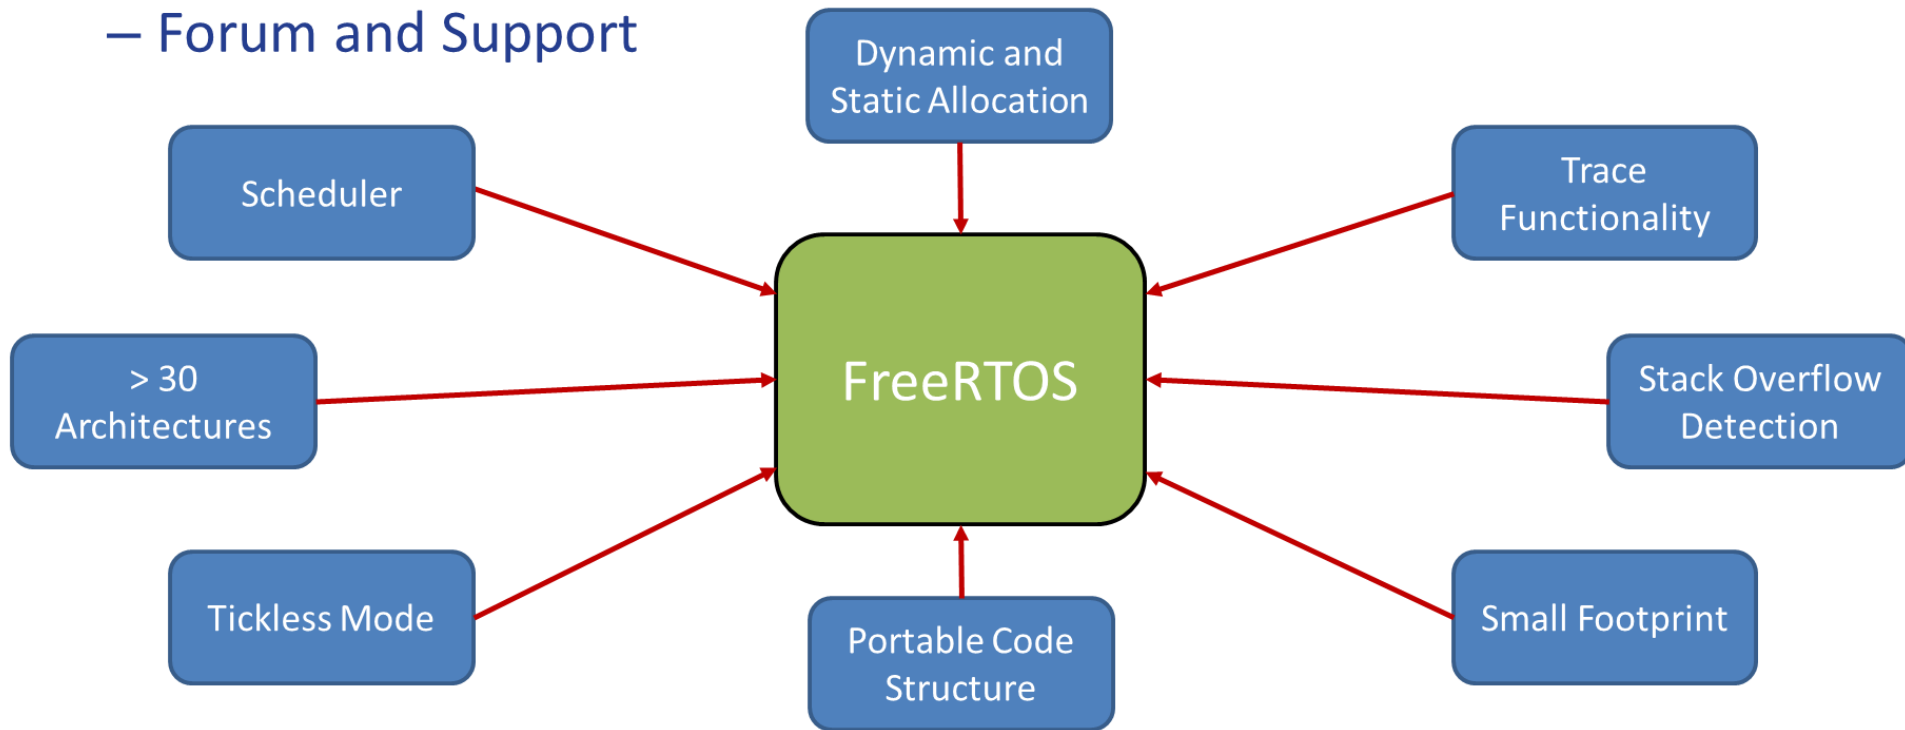 – Forum and Support
Dynamic and
Static Allocation
Scheduler
Trace
Functionality
> 30
Architectures
FreeRTOS
Stack Overflow
Detection
Tickless Mode
Portable Code
Structure
Small Footprint